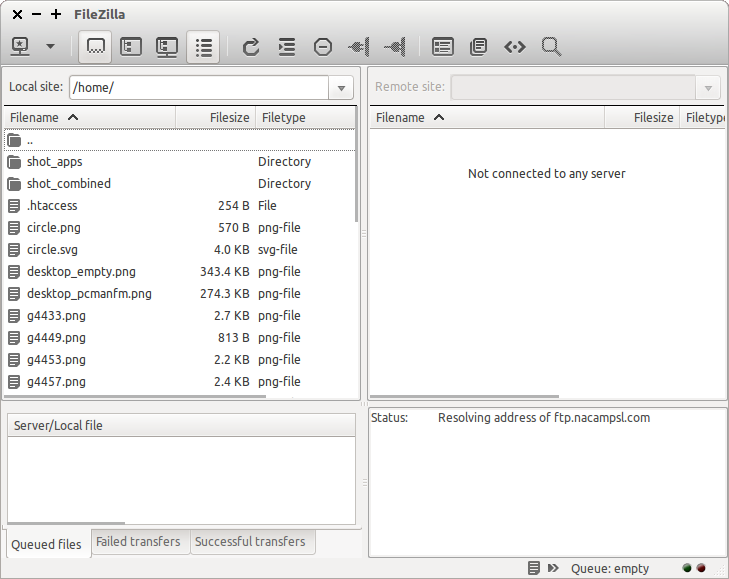 FileZilla
Local site: /home/
Remote site:
Filename Filesize Filetype
..
shot_apps Directory
shot_combined Directory
.htaccess 254 B File
circle.png 570 B png-file
circle.svg 4.0 KB svg-file
desktop_empty.png 343.4 KB png-file
desktop_pcmanfm.png 274.3 KB png-file
g4433.png 2.7 KB png-file
g4449.png 813 B png-file
g4453.png 2.2 KB png-file
g4457.png 2.4 KB png-file
Filename Filesize Filetype
Not connected to any server
Server/Local file
Queued files Failed transfers Successful transfers
Status: Resolving address of ftp.nacampsl.com
Queue: empty